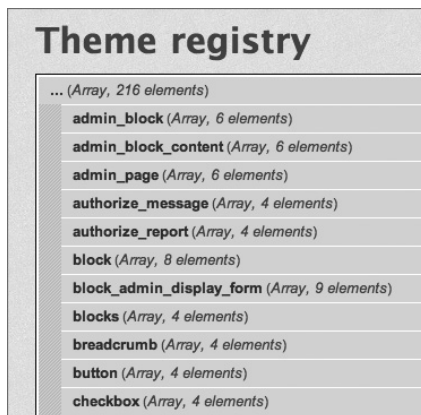 Theme registry
... (Array, 216 elements)
admin_block (Array, 6 elements)
admin_block_content (Array, 6 elements)
admin_page (Array, 6 elements)
authorize_message (Array, 4 elements)
authorize_report (Array, 4 elements)
block (Array, 8 elements)
block_admin_display_form (Array, 9 elements)
blocks (Array, 4 elements)
breadcrumb (Array, 4 elements)
button (Array, 4 elements)
checkbox (Array, 4 elements)